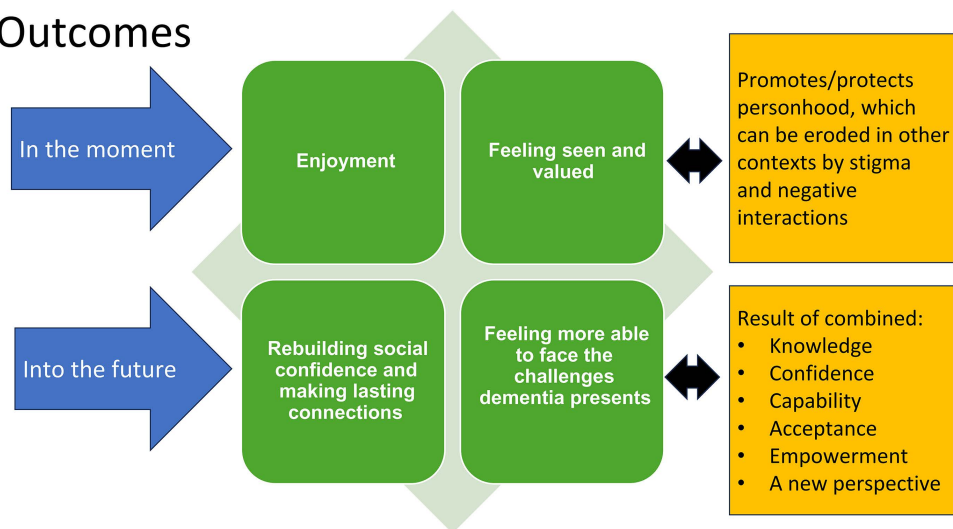 Outcomes
In the moment
Enjoyment
Feeling seen and
valued
Promotes/protects
personhood, which
can be eroded in other
contexts by stigma
and negative
interactions
Into the future
Rebuilding social
confidence and
making lasting
connections
Feeling more able
to face the
challenges
dementia presents
Result of combined:
• Knowledge
• Confidence
• Capability
• Acceptance
• Empowerment
• A new perspective